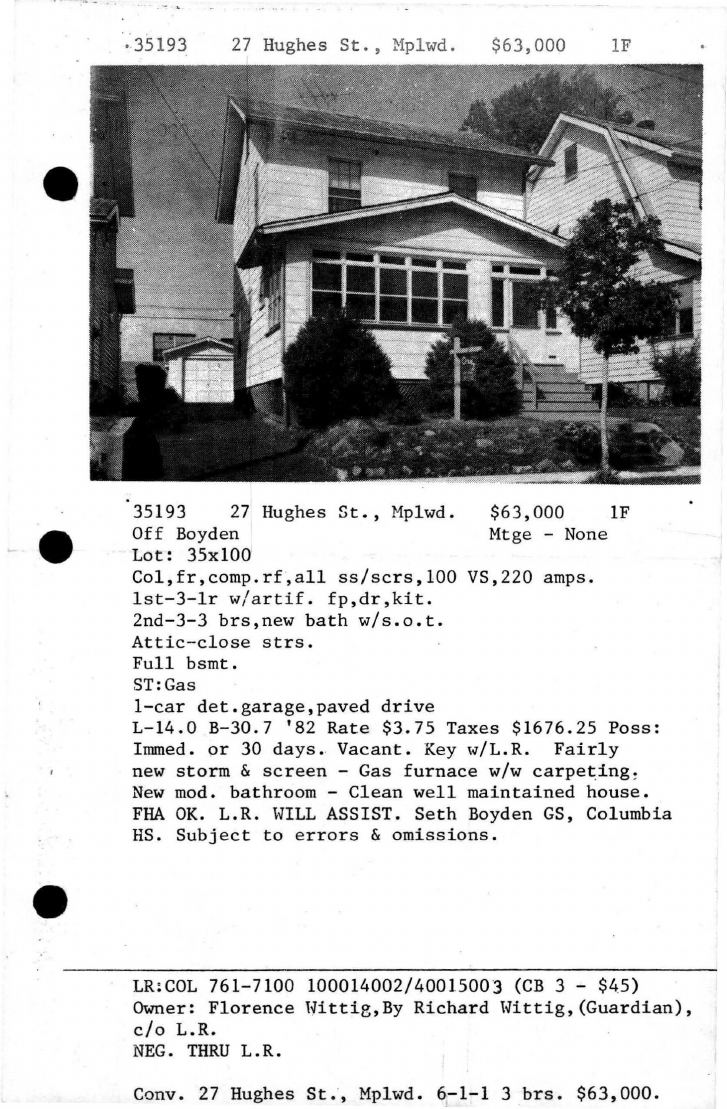 35193 27 Hughes St., Mplwd. $63,000 1F
35193 27 Hughes St., Mplwd. $63,000 1F
Off Boyden Mtge - None
Lot: 35x100
Col,fr,comp.rf,all ss/scrs,100 VS,220 amps.
1st-3-lr w/artif. fp,dr,kit.
2nd-3-3 brs,new bath w/s.o.t.
Attic-close strs.
Full bsmt.
ST:Gas
1-car det.garage,paved drive
L-14.0 B-30.7 '82 Rate $3.75 Taxes $1676.25 Poss:
Immed. or 30 days. Vacant. Key w/L.R. Fairly
new storm & screen - Gas furnace w/w carpeting.
New mod. bathroom - Clean well maintained house.
FHA OK. L.R. WILL ASSIST. Seth Boyden GS, Columbia
HS. Subject to errors & omissions.
LR:COL 761-7100 100014002/40015003 (CB 3 - $45)
Owner: Florence Wittig,By Richard Wittig,(Guardian),
c/o L.R.
NEG. THRU L.R.
Conv. 27 Hughes St., Mplwd. 6-1-1 3 brs. $63,000.